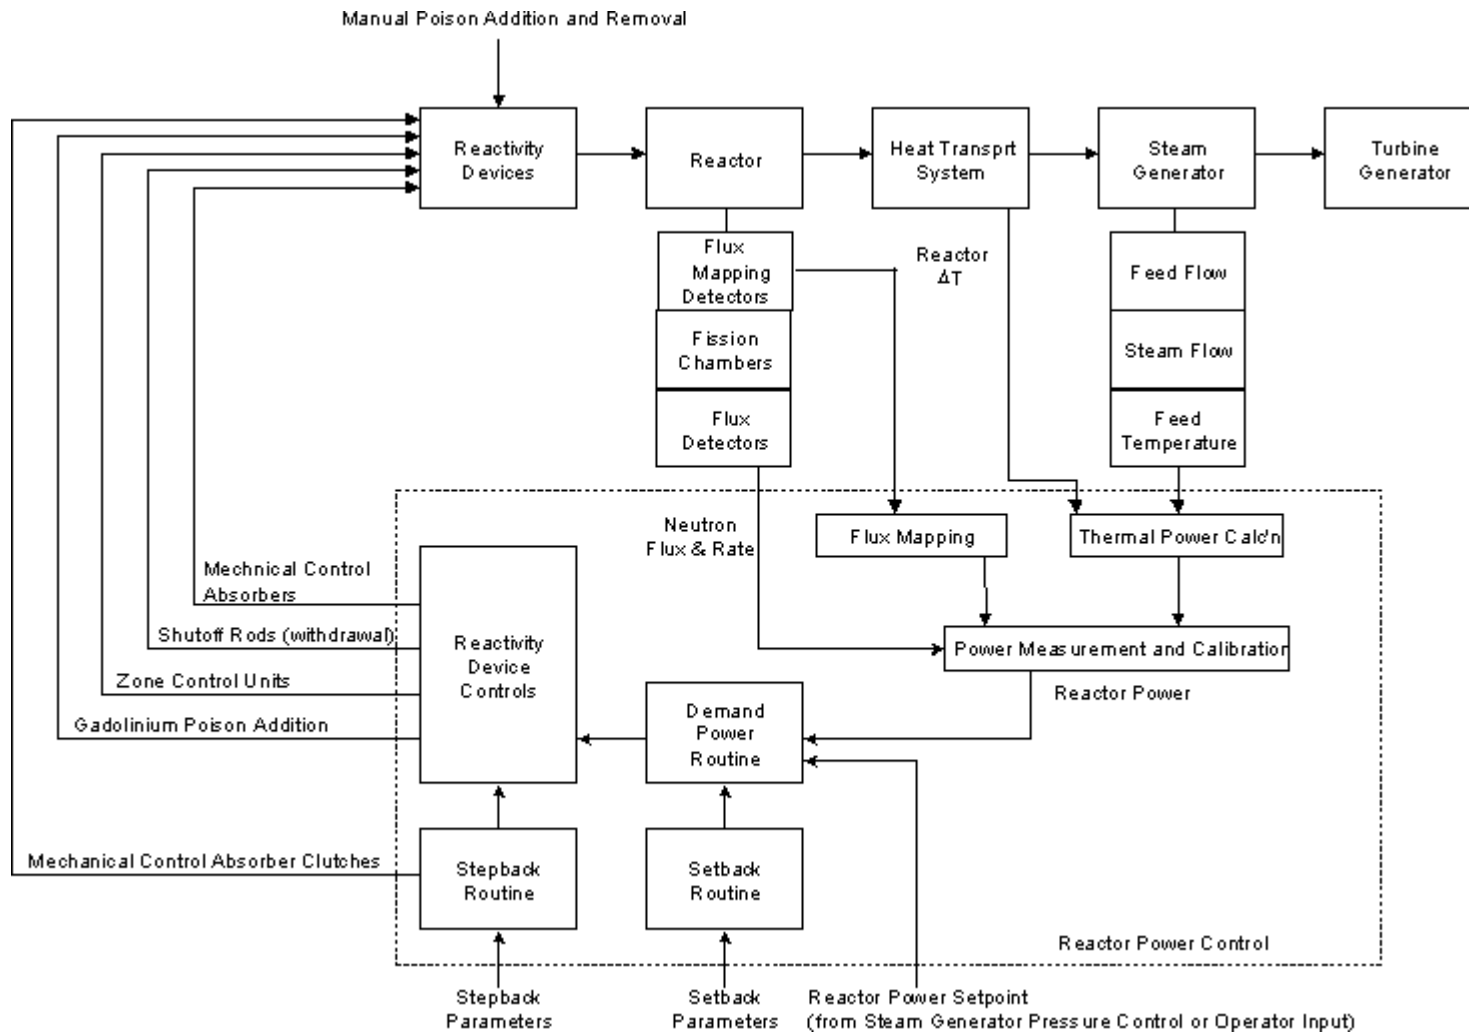 Manual Poison Addition and Removal
Reactivity
Devices
Reactor
Heat Transprt
System
Steam
Generator
Turbine
Generator
Flux
Mapping
Detectors
Fission
Chambers
Flux
Detectors
Reactor
ΔT
Feed Flow
Steam Flow
Feed
Temperature
Neutron
Flux & Rate
Flux Mapping
Thermal Power Calc'n
Mechnical Control
Absorbers
Shutoff Rods (withdrawal)
Zone Control Units
Gadolinium Poison Addition
Reactivity
Device
Controls
Power Measurement and Calibration
Reactor Power
Demand
Power
Routine
Mechanical Control Absorber Clutches
Stepback
Routine
Setback
Routine
Reactor Power Control
Stepback
Parameters
Setback
Parameters
Reactor Power Setpoint
(from Steam Generator Pressure Control or Operator Input)